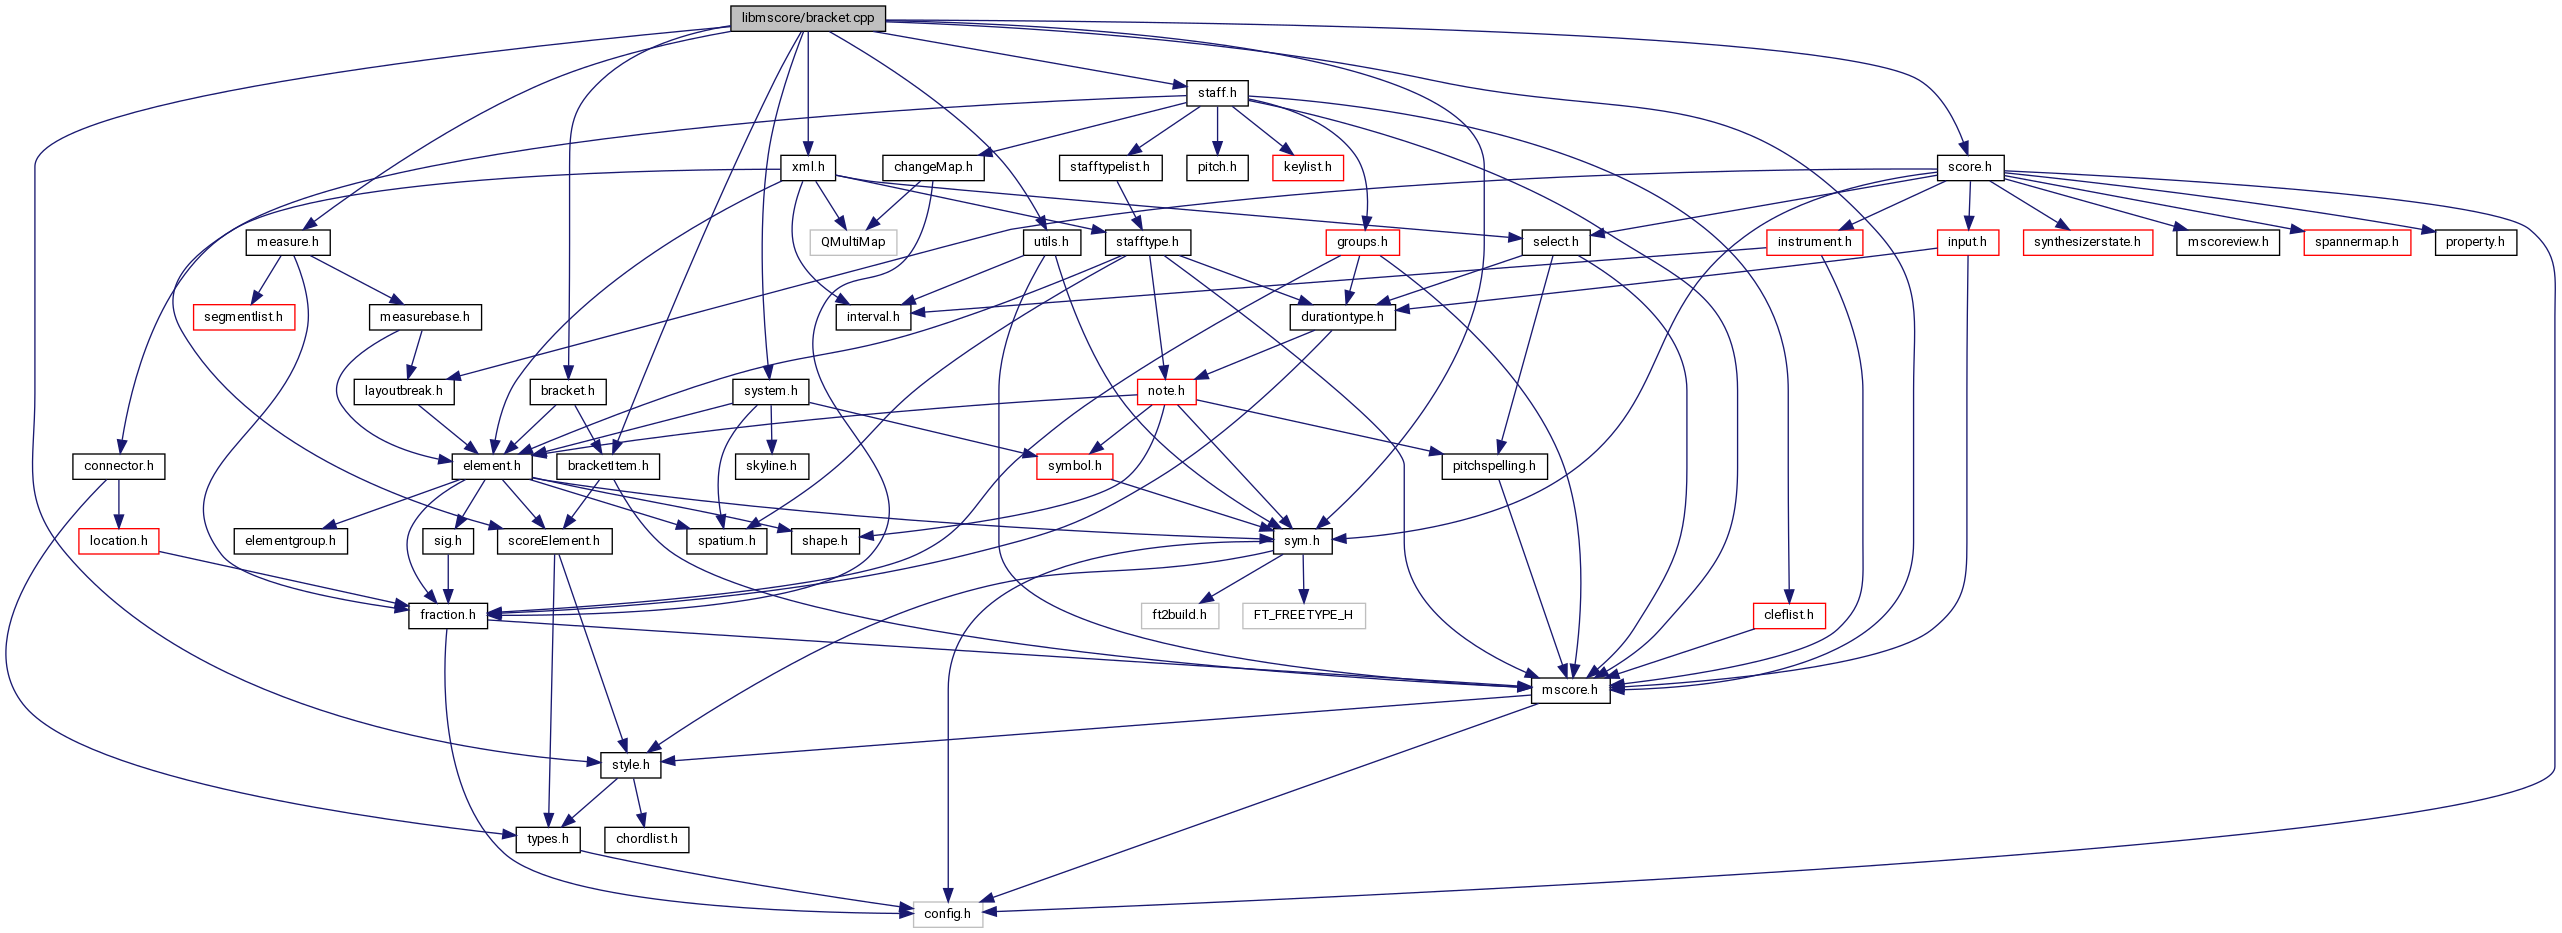 libmscore/bracket.cpp
staff.h
xml.h
changeMap.h
stafftypelist.h
pitch.h
keylist.h
score.h
measure.h
QMultiMap
utils.h
stafftype.h
groups.h
select.h
instrument.h
input.h
synthesizerstate.h
mscoreview.h
spannermap.h
property.h
segmentlist.h
measurebase.h
interval.h
durationtype.h
layoutbreak.h
bracket.h
system.h
note.h
connector.h
element.h
bracketItem.h
skyline.h
symbol.h
pitchspelling.h
location.h
elementgroup.h
sig.h
scoreElement.h
spatium.h
shape.h
sym.h
fraction.h
ft2build.h
FT_FREETYPE_H
cleflist.h
mscore.h
style.h
types.h
chordlist.h
config.h